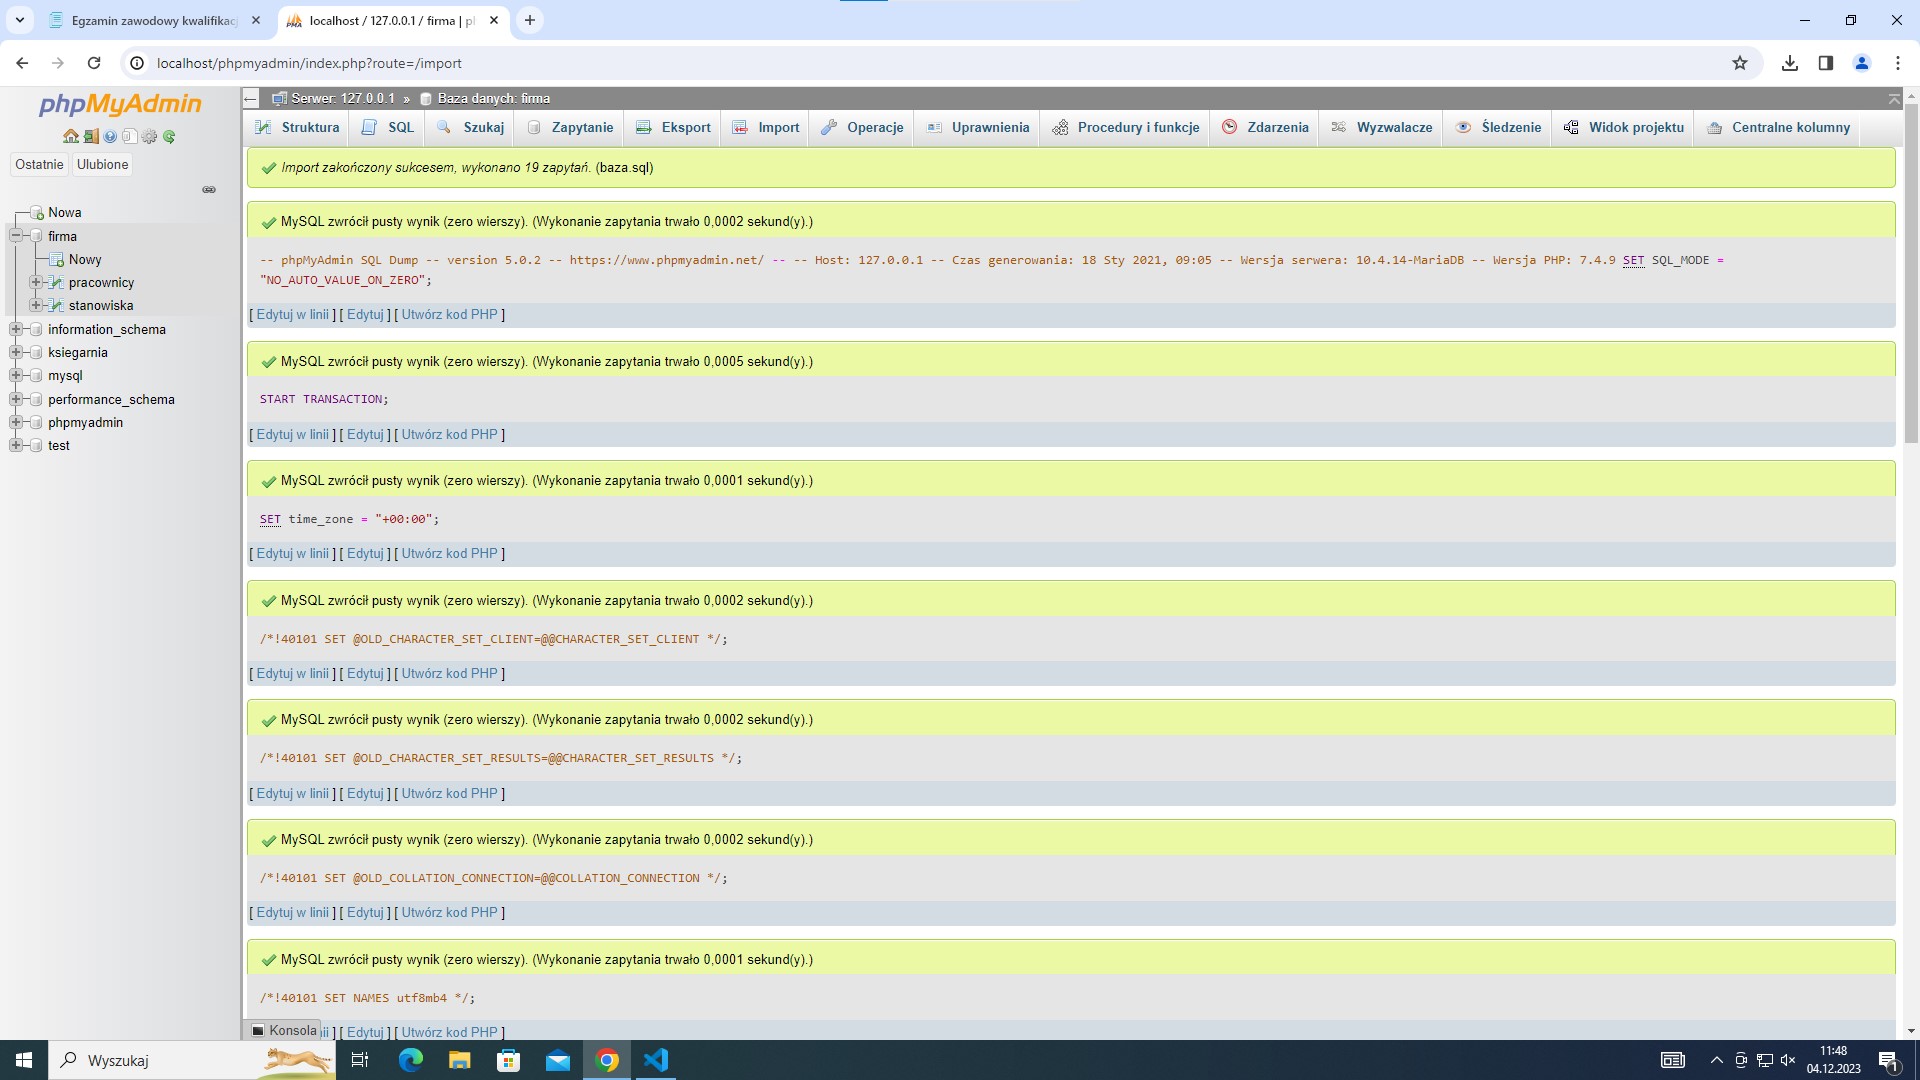 Egzamin zawodowy kwalifikacj
localhost / 127.0.0.1 / firma | pl
localhost/phpmyadmin/index.php?route=/import
phpMyAdmin
Ostatnie
Ulubione
Nowa
firma
Nowy
pracownicy
stanowiska
information_schema
ksiegarnia
mysql
performance_schema
phpmyadmin
test
Serwer: 127.0.0.1 » Baza danych: firma
Struktura SQL Szukaj Zapytanie Eksport Import Operacje Uprawnienia Procedury i funkcje Zdarzenia Wyzwalacze Śledzenie Widok projektu Centralne kolumny
Import zakończony sukcesem, wykonano 19 zapytań. (baza.sql)
MySQL zwrócił pusty wynik (zero wierszy). (Wykonanie zapytania trwało 0,0002 sekund(y).)
-- phpMyAdmin SQL Dump -- version 5.0.2 -- https://www.phpmyadmin.net/ -- -- Host: 127.0.0.1 -- Czas generowania: 18 Sty 2021, 09:05 -- Wersja serwera: 10.4.14-MariaDB -- Wersja PHP: 7.4.9 SET SQL_MODE =
"NO_AUTO_VALUE_ON_ZERO";
[ Edytuj w linii ] [ Edytuj ] [ Utwórz kod PHP ]
MySQL zwrócił pusty wynik (zero wierszy). (Wykonanie zapytania trwało 0,0005 sekund(y).)
START TRANSACTION;
[ Edytuj w linii ] [ Edytuj ] [ Utwórz kod PHP ]
MySQL zwrócił pusty wynik (zero wierszy). (Wykonanie zapytania trwało 0,0001 sekund(y).)
SET time_zone = "+00:00";
[ Edytuj w linii ] [ Edytuj ] [ Utwórz kod PHP ]
MySQL zwrócił pusty wynik (zero wierszy). (Wykonanie zapytania trwało 0,0002 sekund(y).)
/*!40101 SET @OLD_CHARACTER_SET_CLIENT=@@CHARACTER_SET_CLIENT */;
[ Edytuj w linii ] [ Edytuj ] [ Utwórz kod PHP ]
MySQL zwrócił pusty wynik (zero wierszy). (Wykonanie zapytania trwało 0,0002 sekund(y).)
/*!40101 SET @OLD_CHARACTER_SET_RESULTS=@@CHARACTER_SET_RESULTS */;
[ Edytuj w linii ] [ Edytuj ] [ Utwórz kod PHP ]
MySQL zwrócił pusty wynik (zero wierszy). (Wykonanie zapytania trwało 0,0002 sekund(y).)
/*!40101 SET @OLD_COLLATION_CONNECTION=@@COLLATION_CONNECTION */;
[ Edytuj w linii ] [ Edytuj ] [ Utwórz kod PHP ]
MySQL zwrócił pusty wynik (zero wierszy). (Wykonanie zapytania trwało 0,0001 sekund(y).)
/*!40101 SET NAMES utf8mb4 */;
Konsola ii ] [ Edytuj ] [ Utwórz kod PHP ]
Wyszukaj
11:48
04.12.2023
1